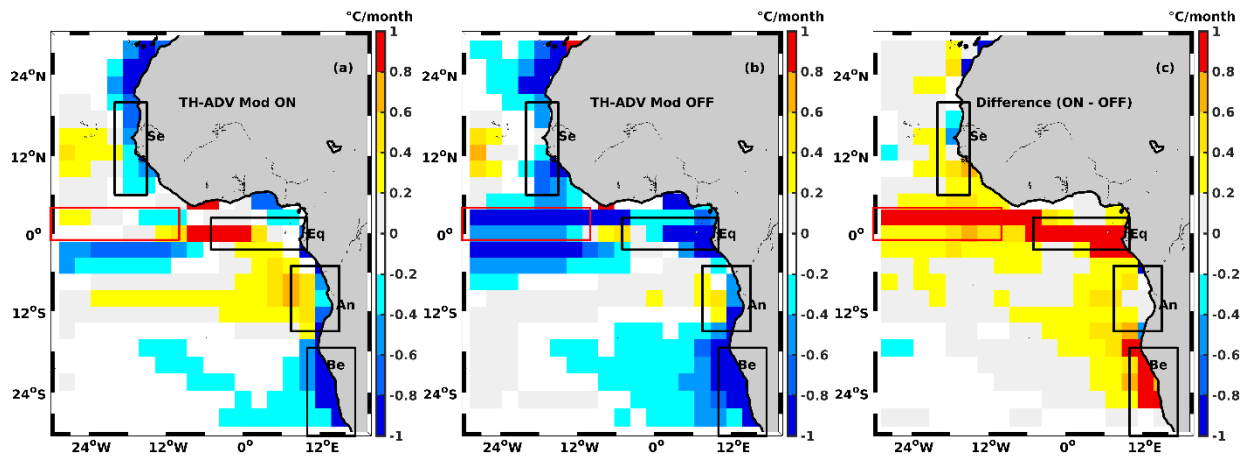 °C/month °C/month °C/month
(a) (b) (c)
TH-ADV Mod ON TH-ADV Mod OFF Difference (ON - OFF)
24°N 24°N 24°N
12°N 12°N 12°N
0° 0° 0°
12°S 12°S 12°S
24°S 24°S 24°S
Se Se Se
Eq Eq Eq
An An An
Be Be Be
1 1 1
0.8 0.8 0.8
0.6 0.6 0.6
0.4 0.4 0.4
0.2 0.2 0.2
0 0 0
-0.2 -0.2 -0.2
-0.4 -0.4 -0.4
-0.6 -0.6 -0.6
-0.8 -0.8 -0.8
-1 -1 -1
24°W 12°W 0° 12°E 24°W 12°W 0° 12°E 24°W 12°W 0° 12°E